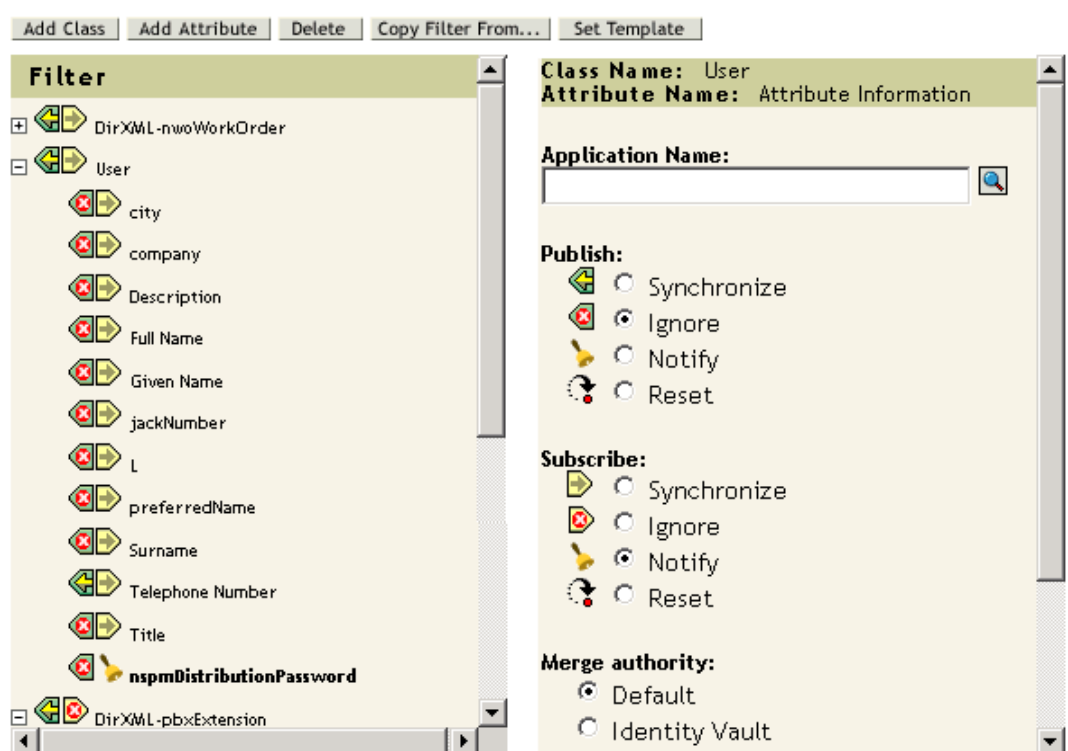 Add Class Add Attribute Delete Copy Filter From... Set Template
Filter
DirXML-nwoWorkOrder
User
city
company
Description
Full Name
Given Name
jackNumber
L
preferredName
Surname
Telephone Number
Title
nspmDistributionPassword
DirXML-pbxExtension
Class Name: User
Attribute Name: Attribute Information
Application Name:
Publish:
Synchronize
Ignore
Notify
Reset
Subscribe:
Synchronize
Ignore
Notify
Reset
Merge authority:
Default
Identity Vault